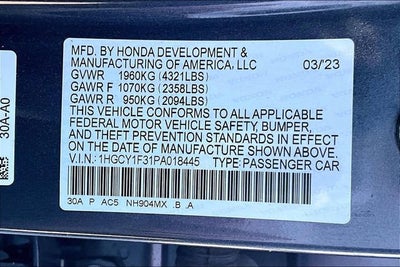 MFD. BY HONDA DEVELOPMENT &
MANUFACTURING OF AMERICA, LLC 03/23
GVWR 1960KG (4321LBS)
GAWR F 1070KG (2358LBS)
GAWR R 950KG (2094LBS)
THIS VEHICLE CONFORMS TO ALL APPLICABLE
FEDERAL MOTOR VEHICLE SAFETY, BUMPER,
AND THEFT PREVENTION STANDARDS IN EFFECT
ON THE DATE OF MANUFACTURE SHOWN ABOVE.
V.I.N.: 1HGCY1F31PA018445 TYPE: PASSENGER CAR
30A P AC5 NH904MX .B .A
30A-A0